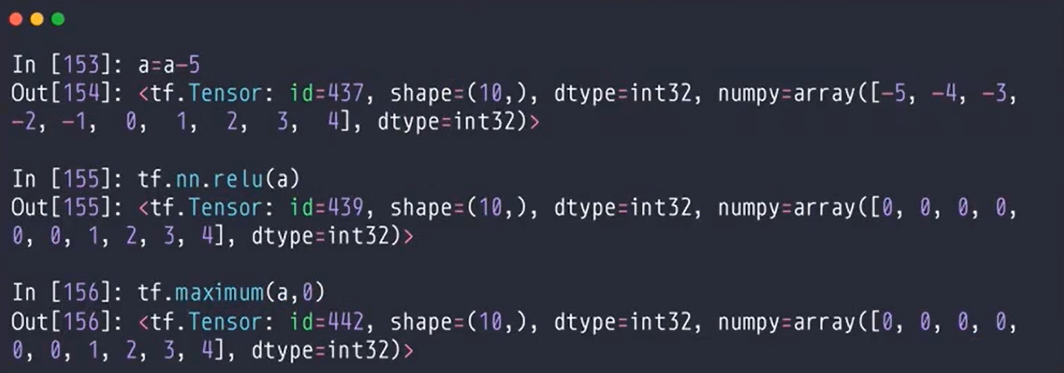 In [153]: a=a-5
Out[154]: <tf.Tensor: id=437, shape=(10,), dtype=int32, numpy=array([-5, -4, -3,
-2, -1, 0, 1, 2, 3, 4], dtype=int32)>
In [155]: tf.nn.relu(a)
Out[155]: <tf.Tensor: id=439, shape=(10,), dtype=int32, numpy=array([0, 0, 0, 0,
0, 0, 1, 2, 3, 4], dtype=int32)>
In [156]: tf.maximum(a,0)
Out[156]: <tf.Tensor: id=442, shape=(10,), dtype=int32, numpy=array([0, 0, 0, 0,
0, 0, 1, 2, 3, 4], dtype=int32)>